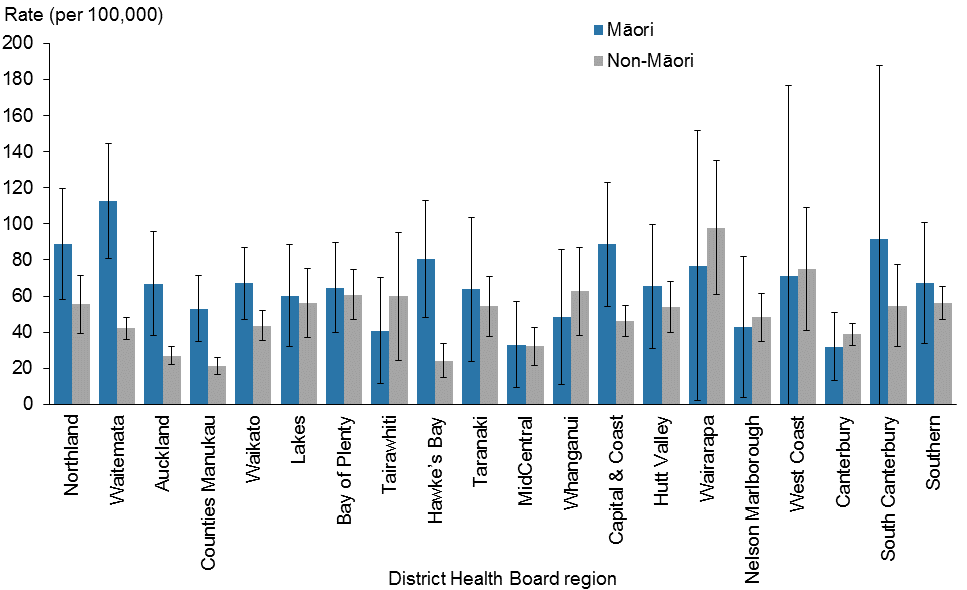 Rate (per 100,000)
Māori
Non-Māori
200
180
160
140
120
100
80
60
40
20
0
Northland
Waitemata
Auckland
Counties Manukau
Waikato
Lakes
Bay of Plenty
Tairawhiti
Hawke's Bay
Taranaki
MidCentral
Whanganui
Capital & Coast
Hutt Valley
Wairarapa
Nelson Marlborough
West Coast
Canterbury
South Canterbury
Southern
District Health Board region